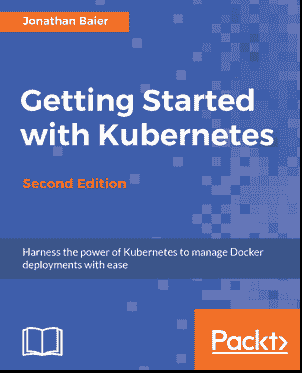 Jonathan Baier
Getting Started
with Kubernetes
Second Edition
Harness the power of Kubernetes to manage Docker
deployments with ease
Packt>